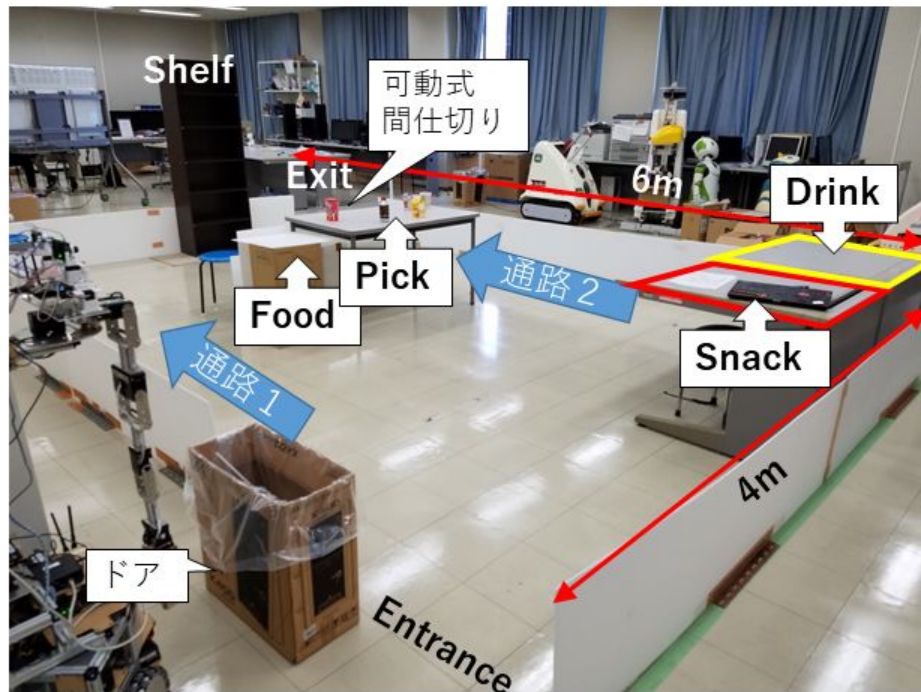 Shelf
可動式
間仕切り
Exit
6m
Drink
Pick
通路２
Food
Snack
通路１
4m
ドア
Entrance